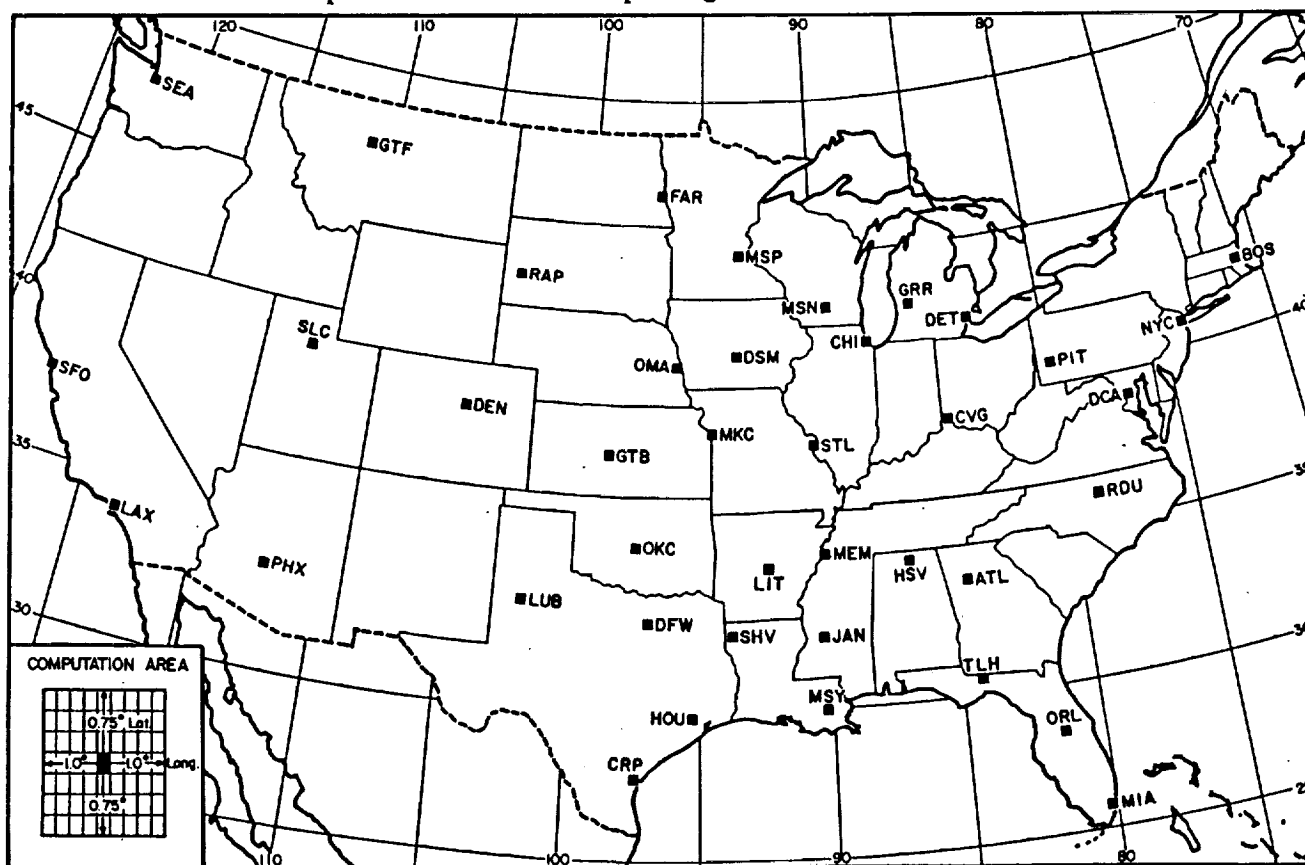 120
110
100
90
80
70
SEA
45
GTF
FAR
MSP
BOS
RAP
GRR
MSN
DET
40
40
NYC
SLC
CHI
PIT
SFO
OMA
DSM
DCA
DEN
CVG
35
MKC
STL
GTB
35
RDU
LAX
OKC
MEM
PHX
LIT
HSV
ATL
LUB
30
DFW
SHV
JAN
30
COMPUTATION AREA
TLH
MSY
0.75° Lat.
HOU
ORL
1.0°
1.0°
Long.
CRP
0.75°
MIA
110
100
90
80